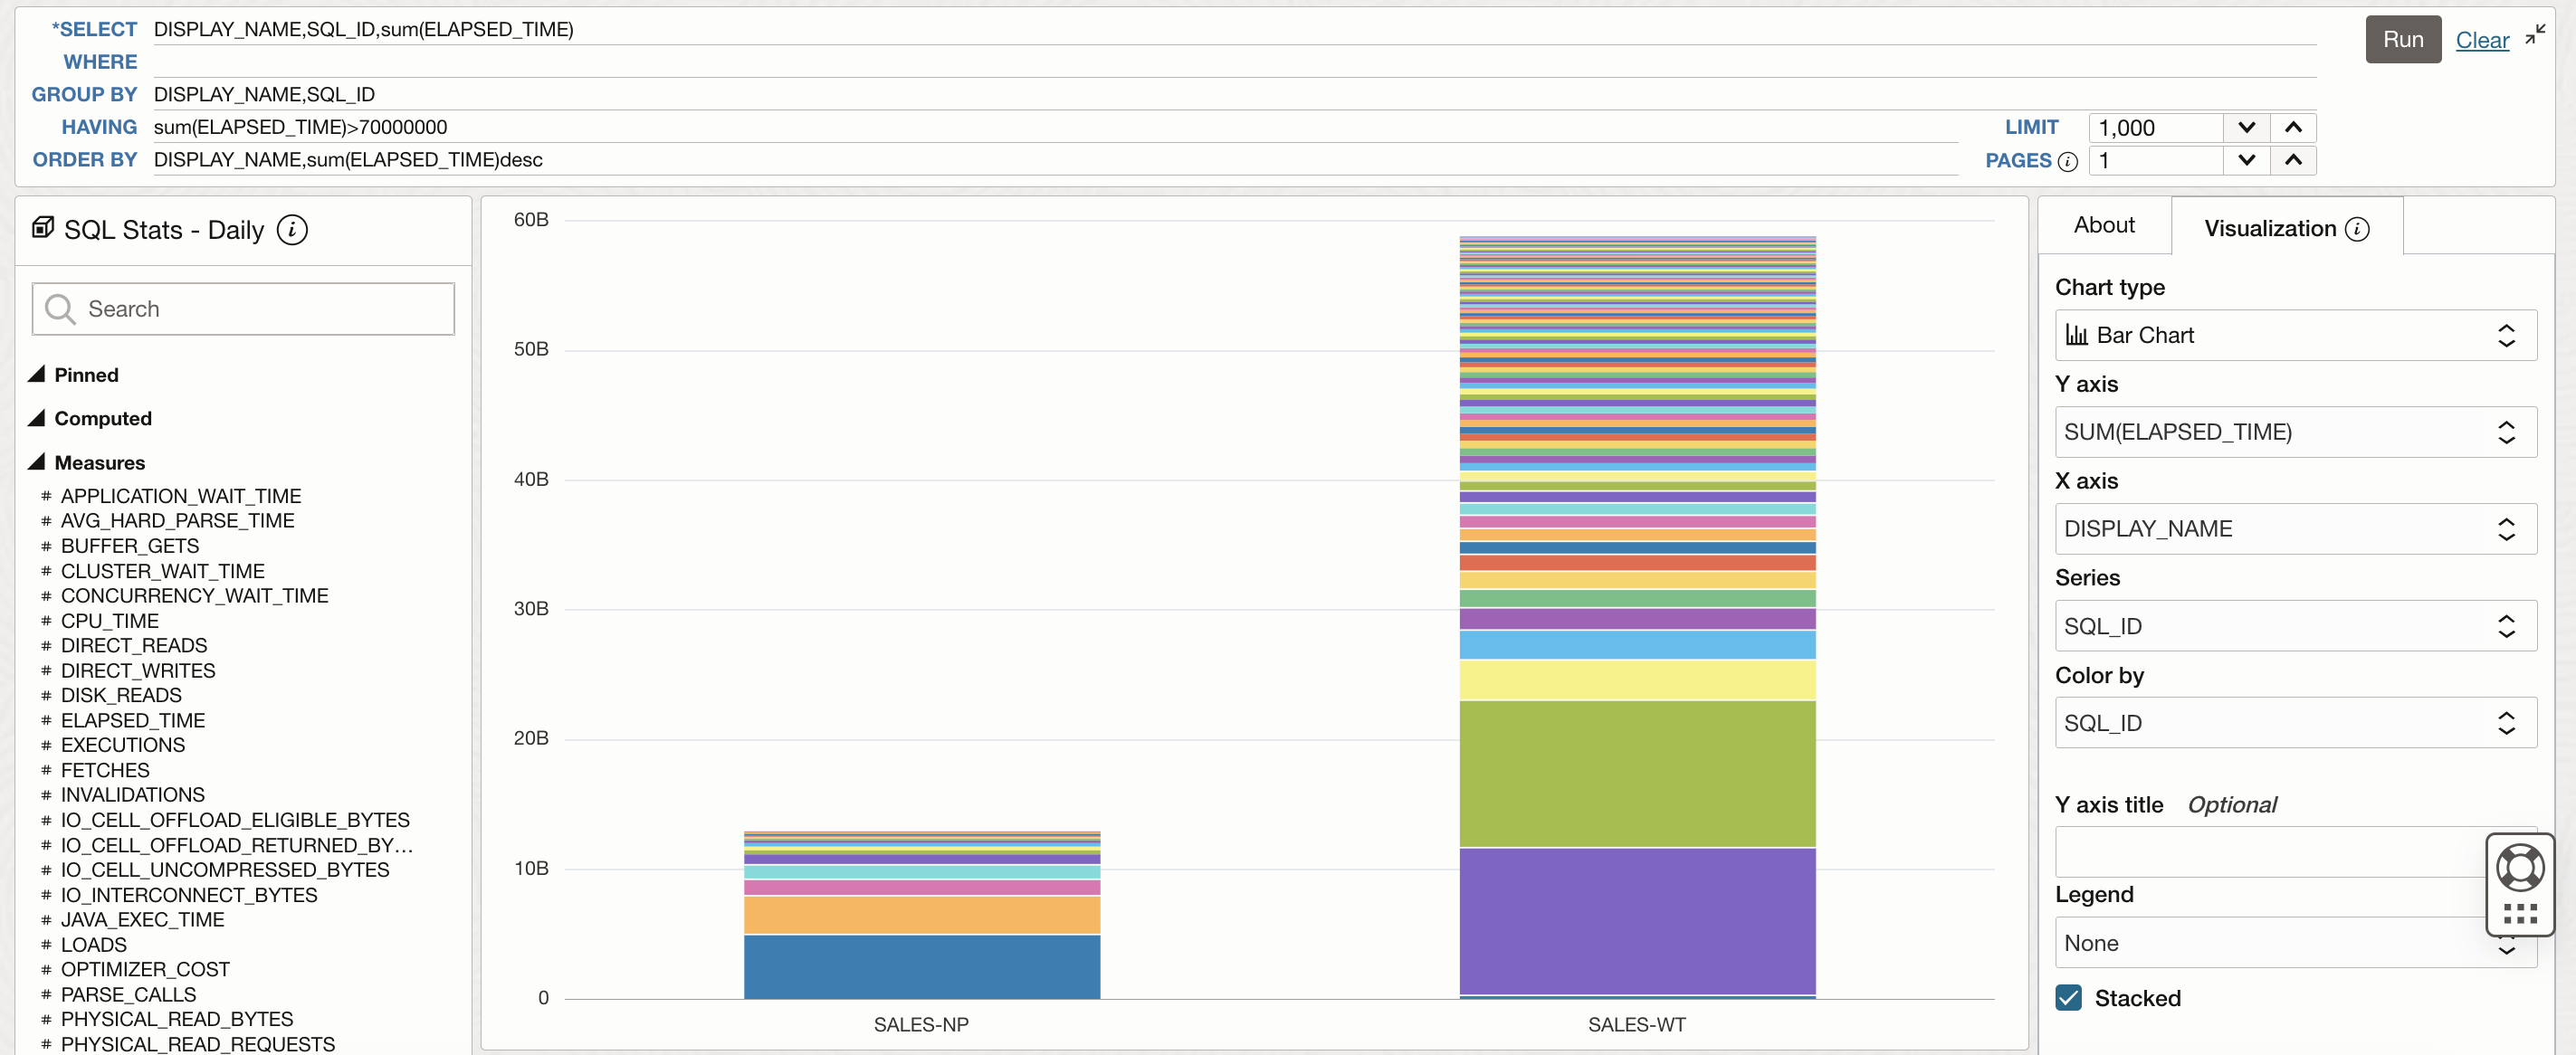 *SELECT DISPLAY_NAME,SQL_ID,sum(ELAPSED_TIME)
Run Clear
WHERE
GROUP BY DISPLAY_NAME,SQL_ID
HAVING sum(ELAPSED_TIME)>70000000
LIMIT 1,000
ORDER BY DISPLAY_NAME,sum(ELAPSED_TIME)desc
PAGES i 1
SQL Stats - Daily i
Search
Pinned
Computed
Measures
# APPLICATION_WAIT_TIME
# AVG_HARD_PARSE_TIME
# BUFFER_GETS
# CLUSTER_WAIT_TIME
# CONCURRENCY_WAIT_TIME
# CPU_TIME
# DIRECT_READS
# DIRECT_WRITES
# DISK_READS
# ELAPSED_TIME
# EXECUTIONS
# FETCHES
# INVALIDATIONS
# IO_CELL_OFFLOAD_ELIGIBLE_BYTES
# IO_CELL_OFFLOAD_RETURNED_BY...
# IO_CELL_UNCOMPRESSED_BYTES
# IO_INTERCONNECT_BYTES
# JAVA_EXEC_TIME
# LOADS
# OPTIMIZER_COST
# PARSE_CALLS
# PHYSICAL_READ_BYTES
# PHYSICAL_READ_REQUESTS
60B
50B
40B
30B
20B
10B
0
SALES-NP
SALES-WT
About
Visualization i
Chart type
Bar Chart
Y axis
SUM(ELAPSED_TIME)
X axis
DISPLAY_NAME
Series
SQL_ID
Color by
SQL_ID
Y axis title Optional
Legend
None
Stacked